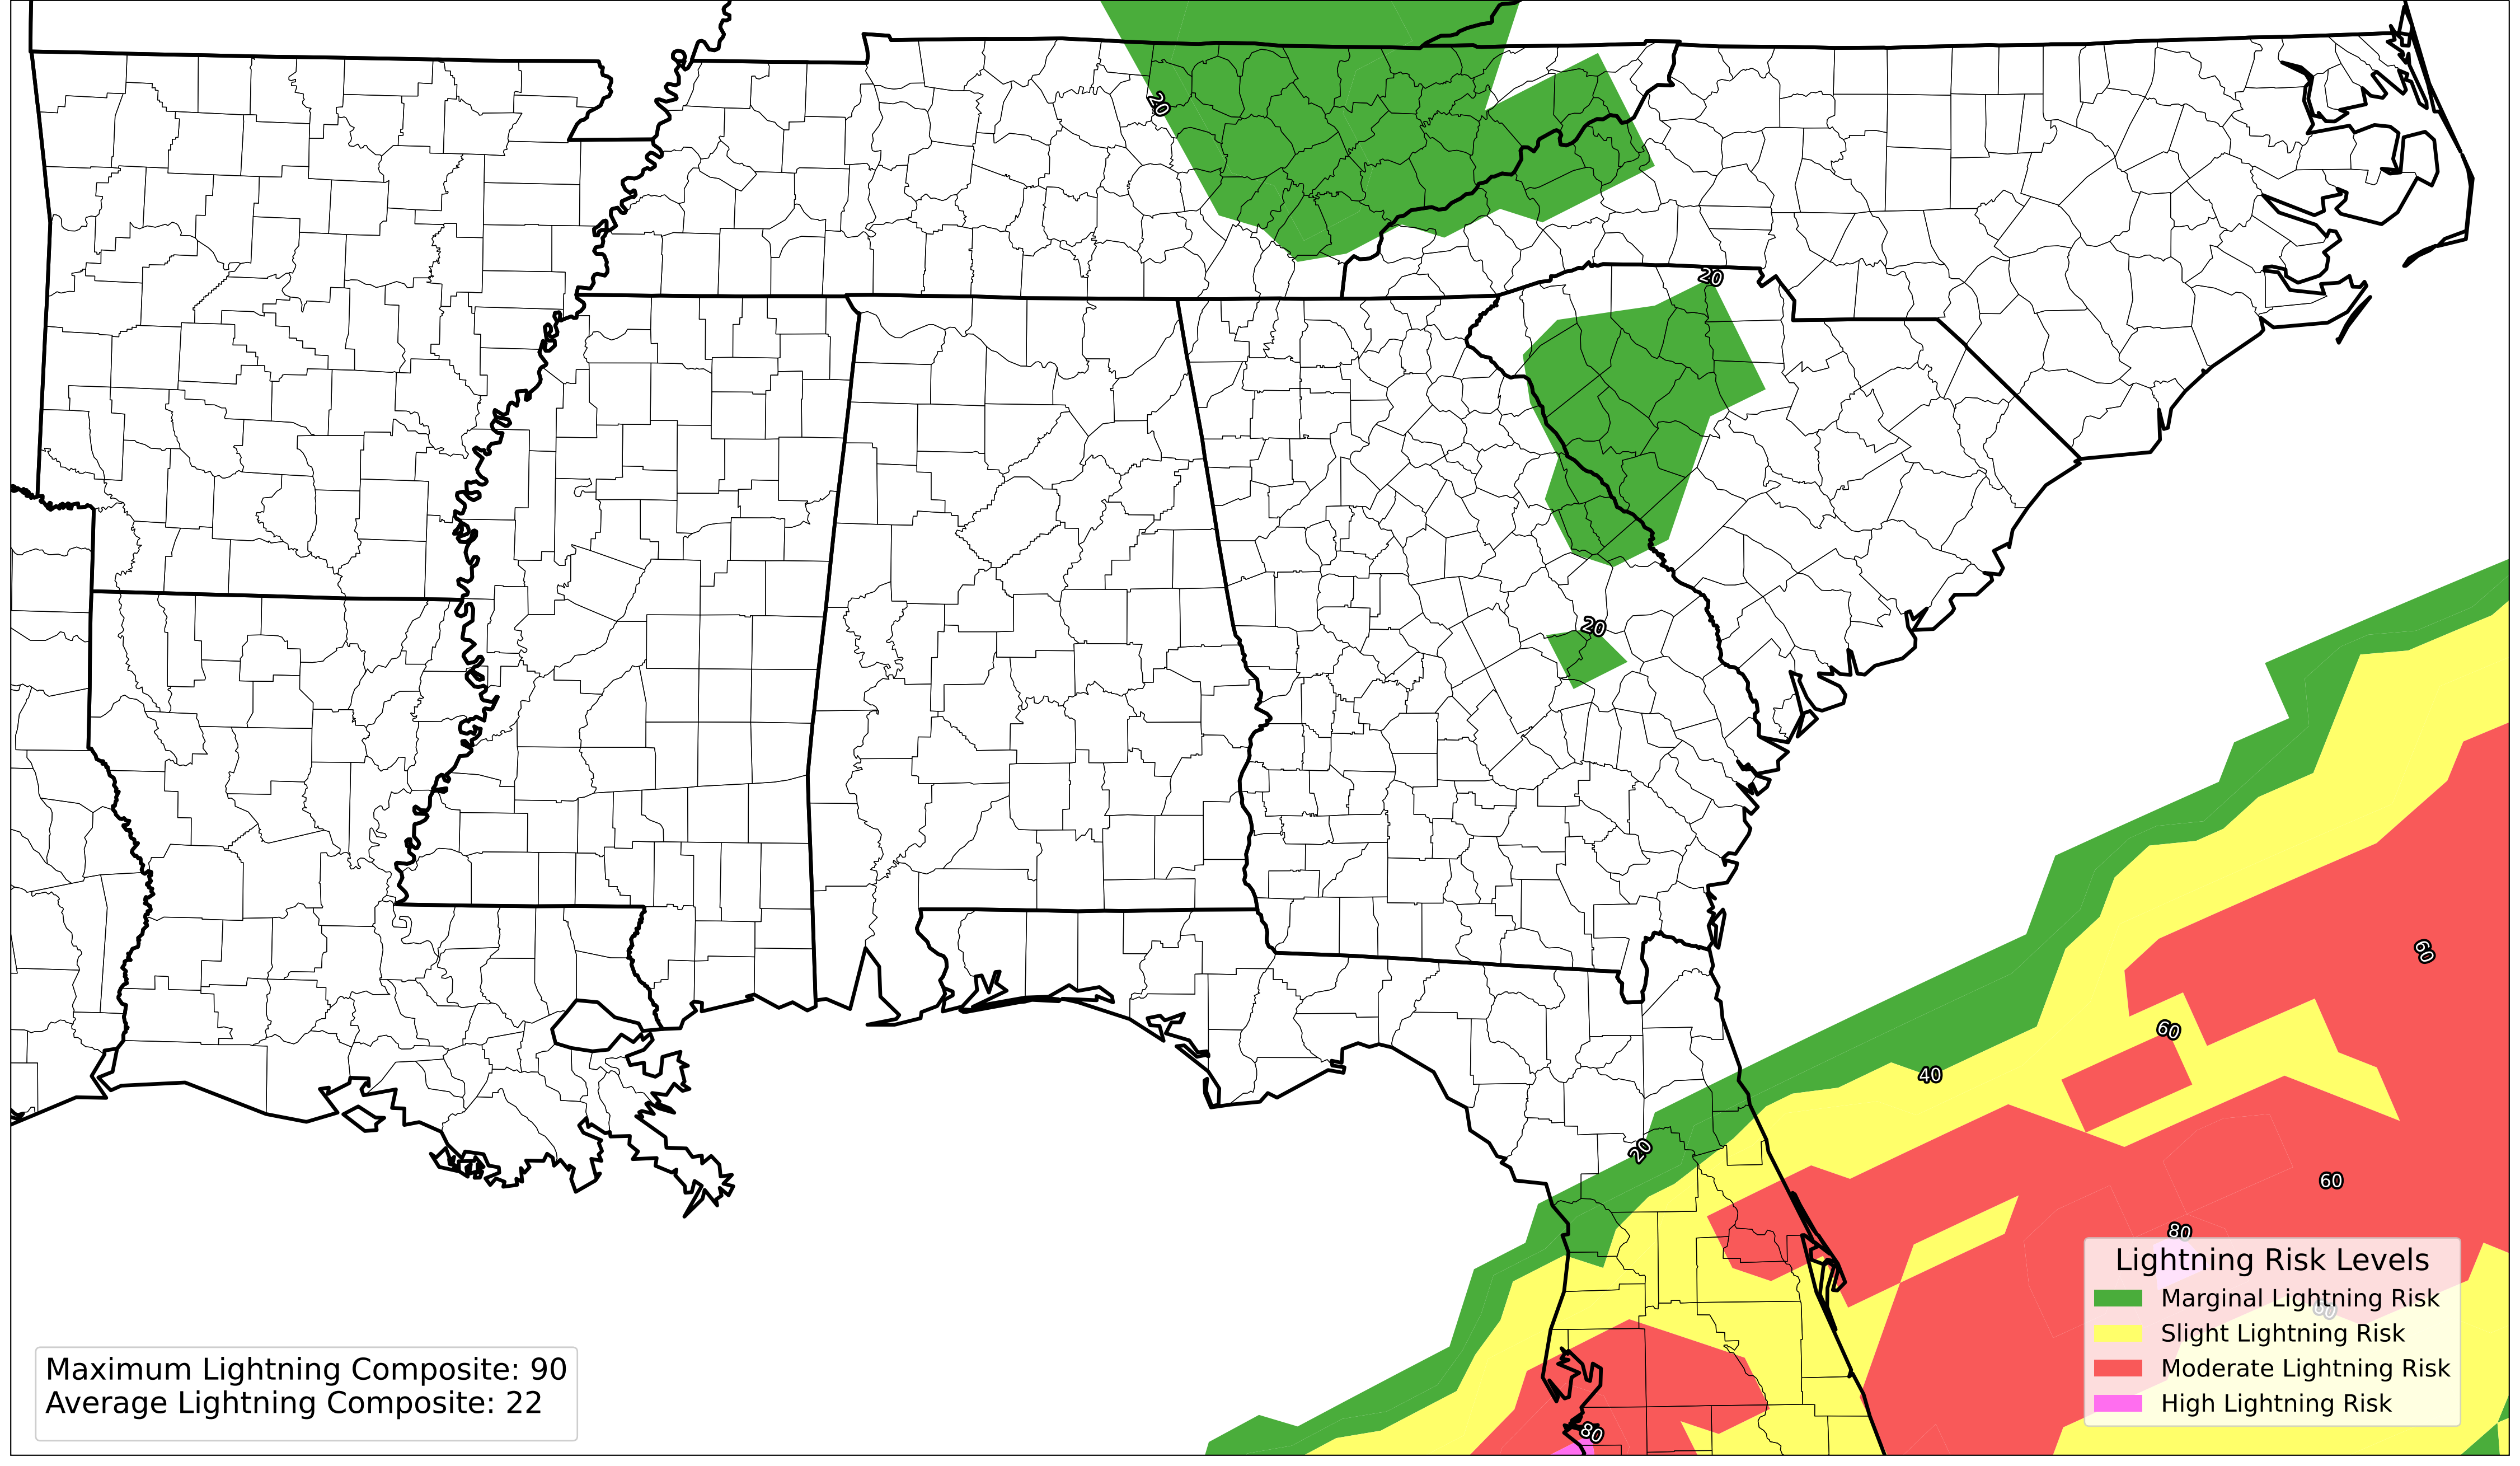 20
20
20
60
60
40
20
60
80
60
80
Lightning Risk Levels
Marginal Lightning Risk
Slight Lightning Risk
Moderate Lightning Risk
High Lightning Risk
Maximum Lightning Composite: 90
Average Lightning Composite: 22